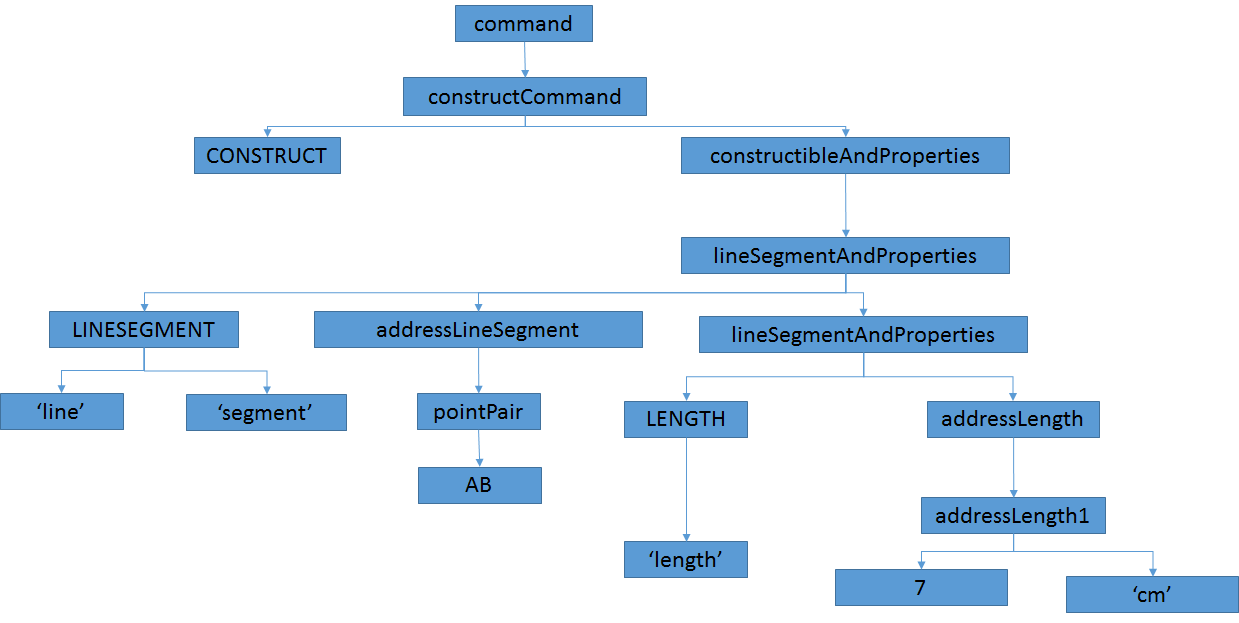 command
constructCommand
CONSTRUCT
constructibleAndProperties
lineSegmentAndProperties
LINESEGMENT
addressLineSegment
lineSegmentAndProperties
‘line’
‘segment’
pointPair
LENGTH
addressLength
AB
addressLength1
‘length’
7
‘cm’